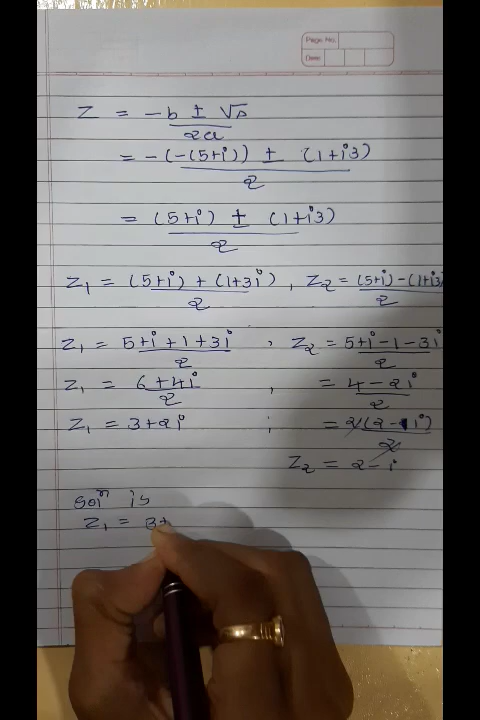 Page No.
Date:
Z = -b ± √D / 2a
= -(-(5+i)) ± (1+i3) / 2
= (5+i) ± (1+i3) / 2
Z1 = (5+i) + (1+3i) / 2 , Z2 = (5+i) - (1+i3 / 2
Z1 = 5+i+1+3i / 2 , Z2 = 5+i-1-3i / 2
Z1 = 6+4i / 2 , = 4-2i / 2
Z1 = 3+2i ; = 2(2-i) / 2
Z2 = 2-i
Soln is
Z1 = 3+